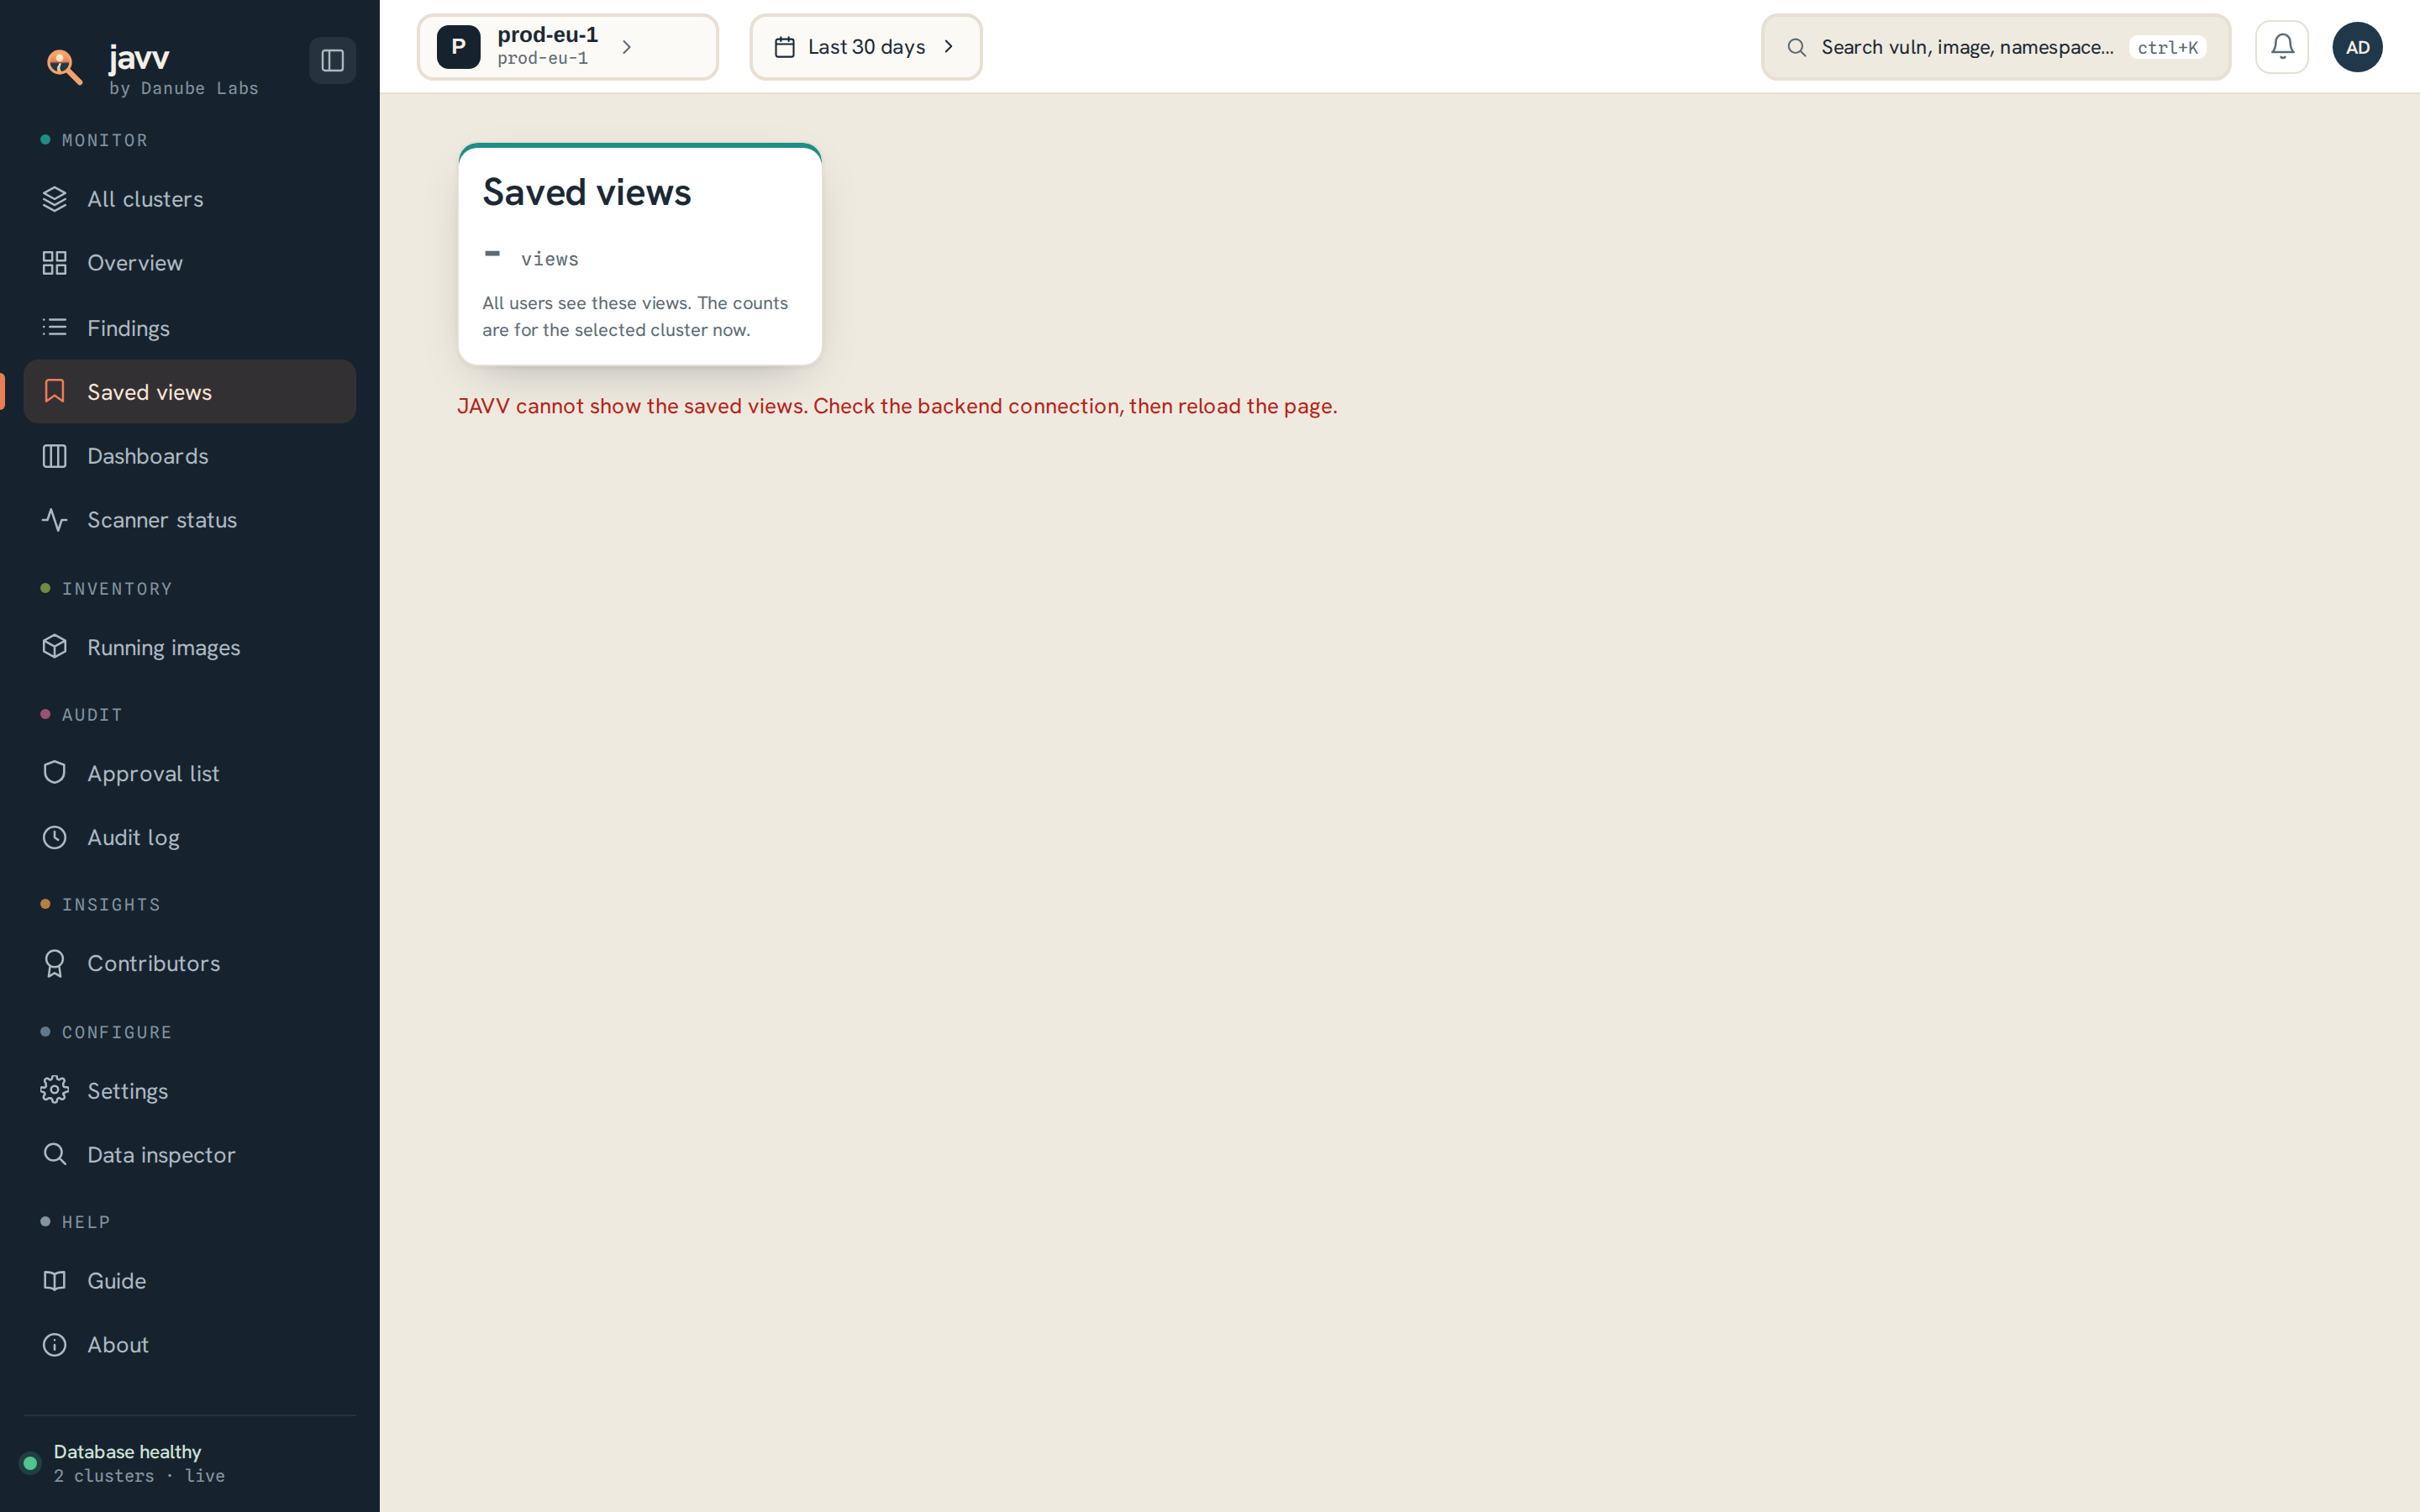 javv
by Danube Labs
MONITOR
All clusters
Overview
Findings
Saved views
Dashboards
Scanner status
INVENTORY
Running images
AUDIT
Approval list
Audit log
INSIGHTS
Contributors
CONFIGURE
Settings
Data inspector
HELP
Guide
About
Database healthy
2 clusters · live
P
prod-eu-1
prod-eu-1
Last 30 days
Search vuln, image, namespace...
ctrl+K
AD
Saved views
– views
All users see these views. The counts
are for the selected cluster now.
JAVV cannot show the saved views. Check the backend connection, then reload the page.